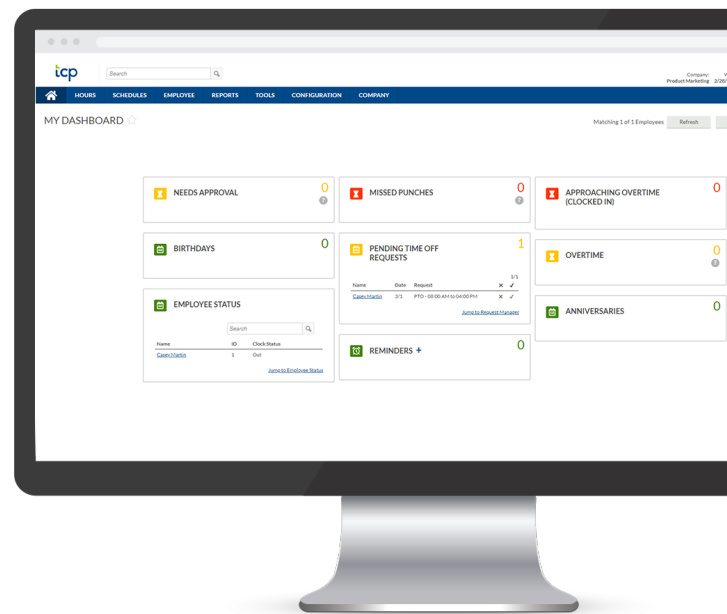 tcp
Search
Company:
Product Marketing 2/28/
HOURS SCHEDULES EMPLOYEE REPORTS TOOLS CONFIGURATION COMPANY
MY DASHBOARD
Matching 1 of 1 Employees Refresh
NEEDS APPROVAL 0
?
MISSED PUNCHES 0
?
APPROACHING OVERTIME 0
(CLOCKED IN)
BIRTHDAYS 0
PENDING TIME OFF 1
REQUESTS
1/1
Name Date Request
Casey Martin 3/1 PTO - 08:00 AM to 04:00 PM
Jump to Request Manager
OVERTIME 0
?
EMPLOYEE STATUS
Search
Name ID Clock Status
Casey Martin 1 Out
Jump to Employee Status
REMINDERS + 0
ANNIVERSARIES 0